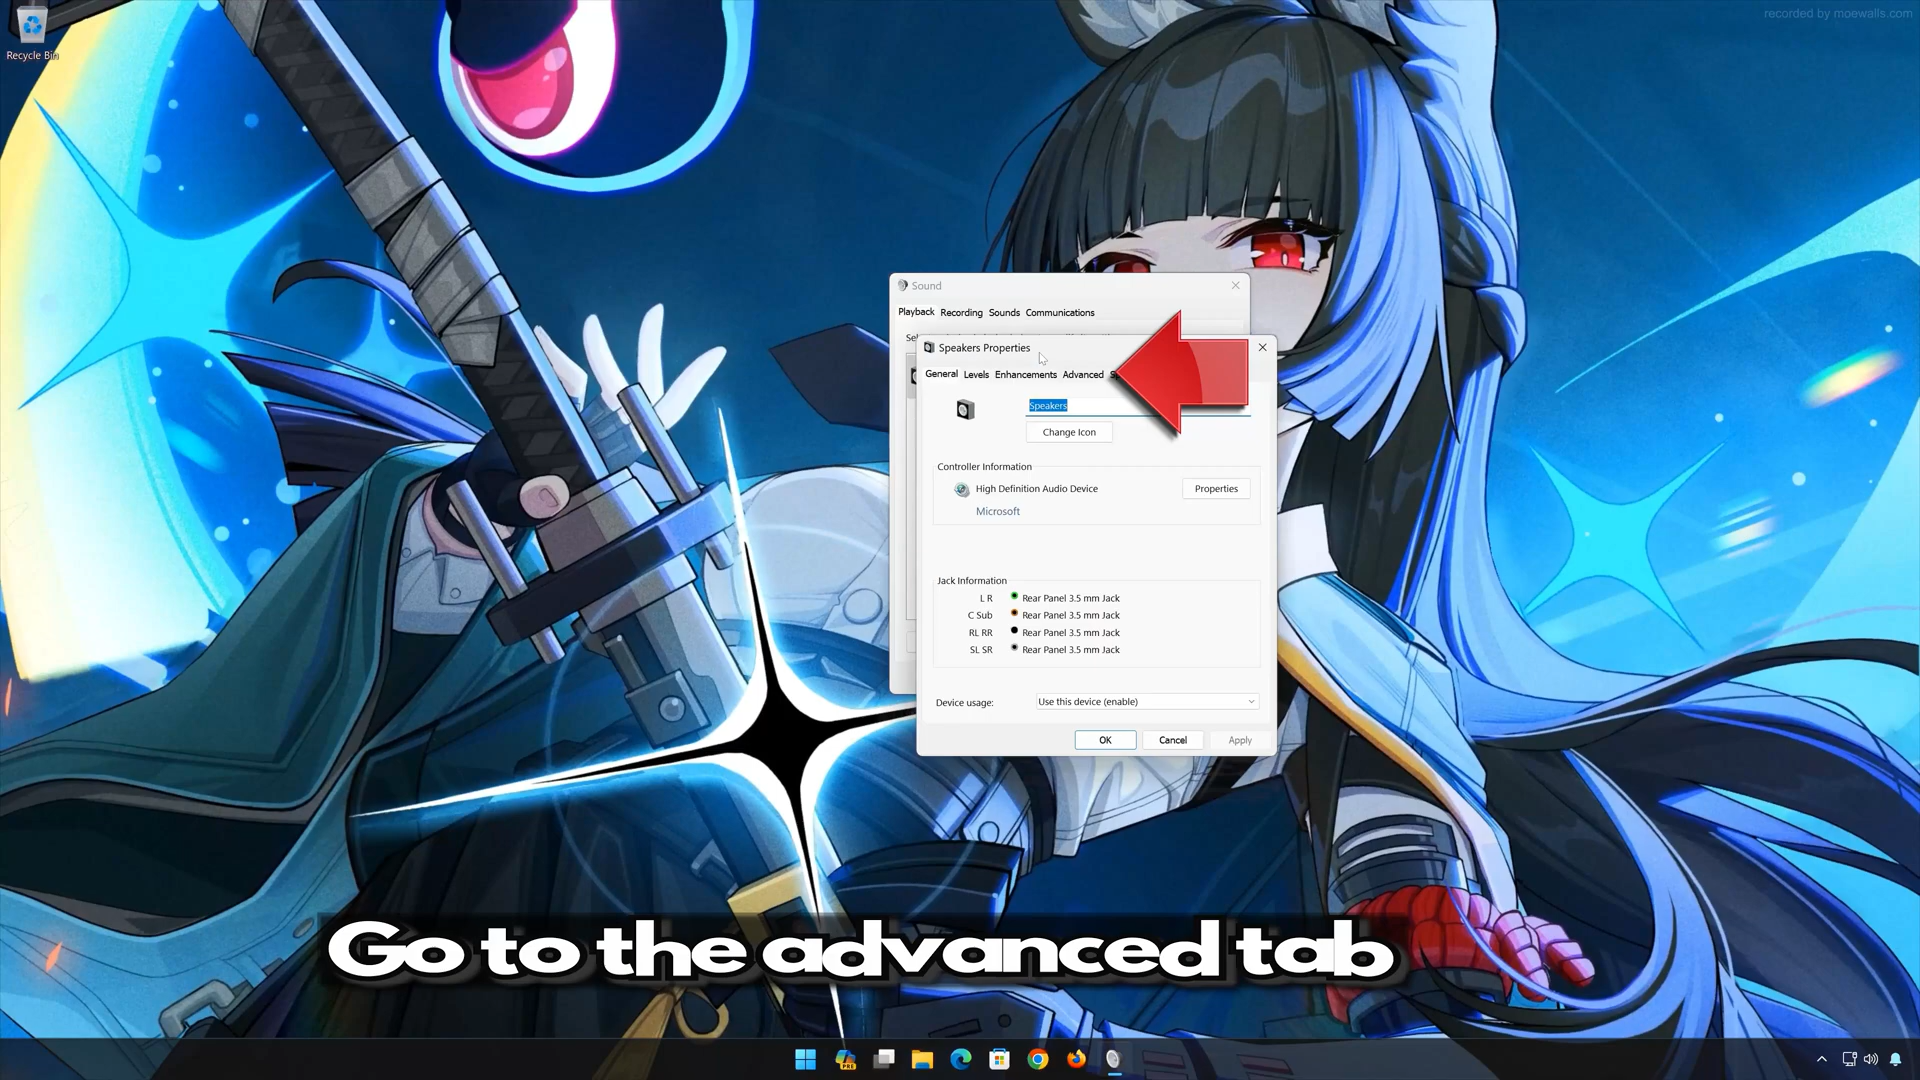 recorded by moewalls.com
Recycle Bin
Sound
Playback Recording Sounds Communications
Speakers Properties
General Levels Enhancements Advanced
Speakers
Change Icon
Controller Information
High Definition Audio Device
Properties
Microsoft
Jack Information
L R Rear Panel 3.5 mm Jack
C Sub Rear Panel 3.5 mm Jack
RL RR Rear Panel 3.5 mm Jack
SL SR Rear Panel 3.5 mm Jack
Device usage: Use this device (enable)
OK Cancel Apply
Go to the advanced tab
PRE